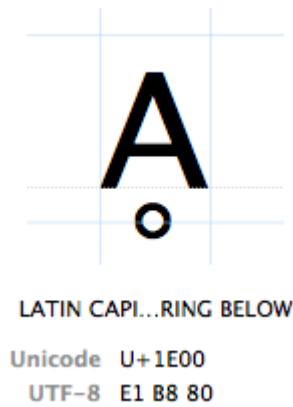 Ḁ
LATIN CAPI...RING BELOW
Unicode U+1E00
UTF-8 E1 B8 80